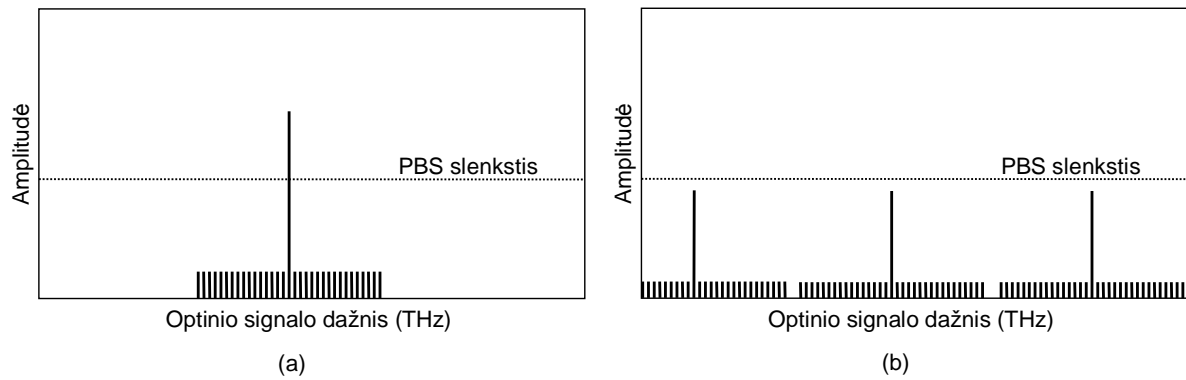 Amplitudė
PBS slenkstis
Optinio signalo dažnis (THz)
(a)
Amplitudė
PBS slenkstis
Optinio signalo dažnis (THz)
(b)